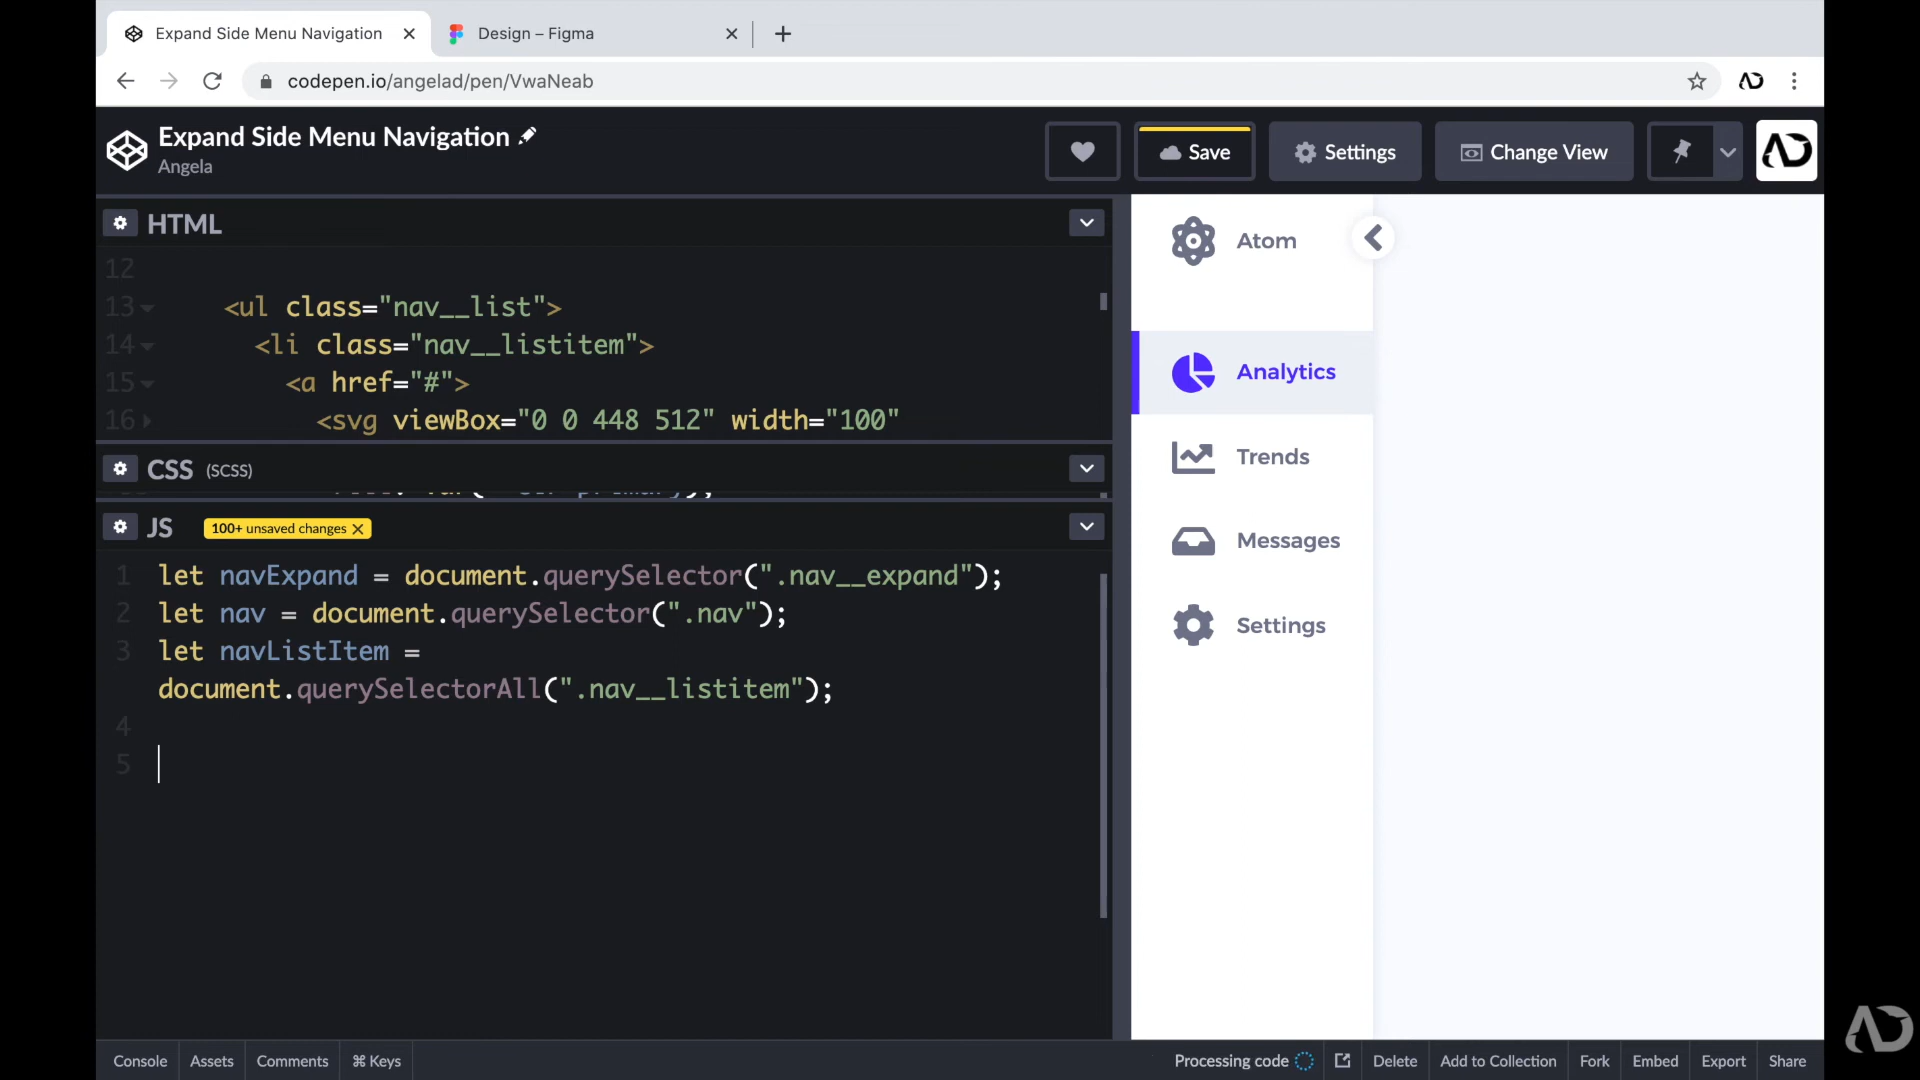 Expand Side Menu Navigation
Design – Figma
codepen.io/angelad/pen/VwaNeab
Expand Side Menu Navigation
Angela
Save
Settings
Change View
HTML
12
13 <ul class="nav__list">
14 <li class="nav__listitem">
15 <a href="#">
16 <svg viewBox="0 0 448 512" width="100"
CSS (SCSS)
JS 100+ unsaved changes
1 let navExpand = document.querySelector(".nav__expand");
2 let nav = document.querySelector(".nav");
3 let navListItem =
document.querySelectorAll(".nav__listitem");
4
5
Atom
Analytics
Trends
Messages
Settings
Console
Assets
Comments
⌘ Keys
Processing code
Delete
Add to Collection
Fork
Embed
Export
Share